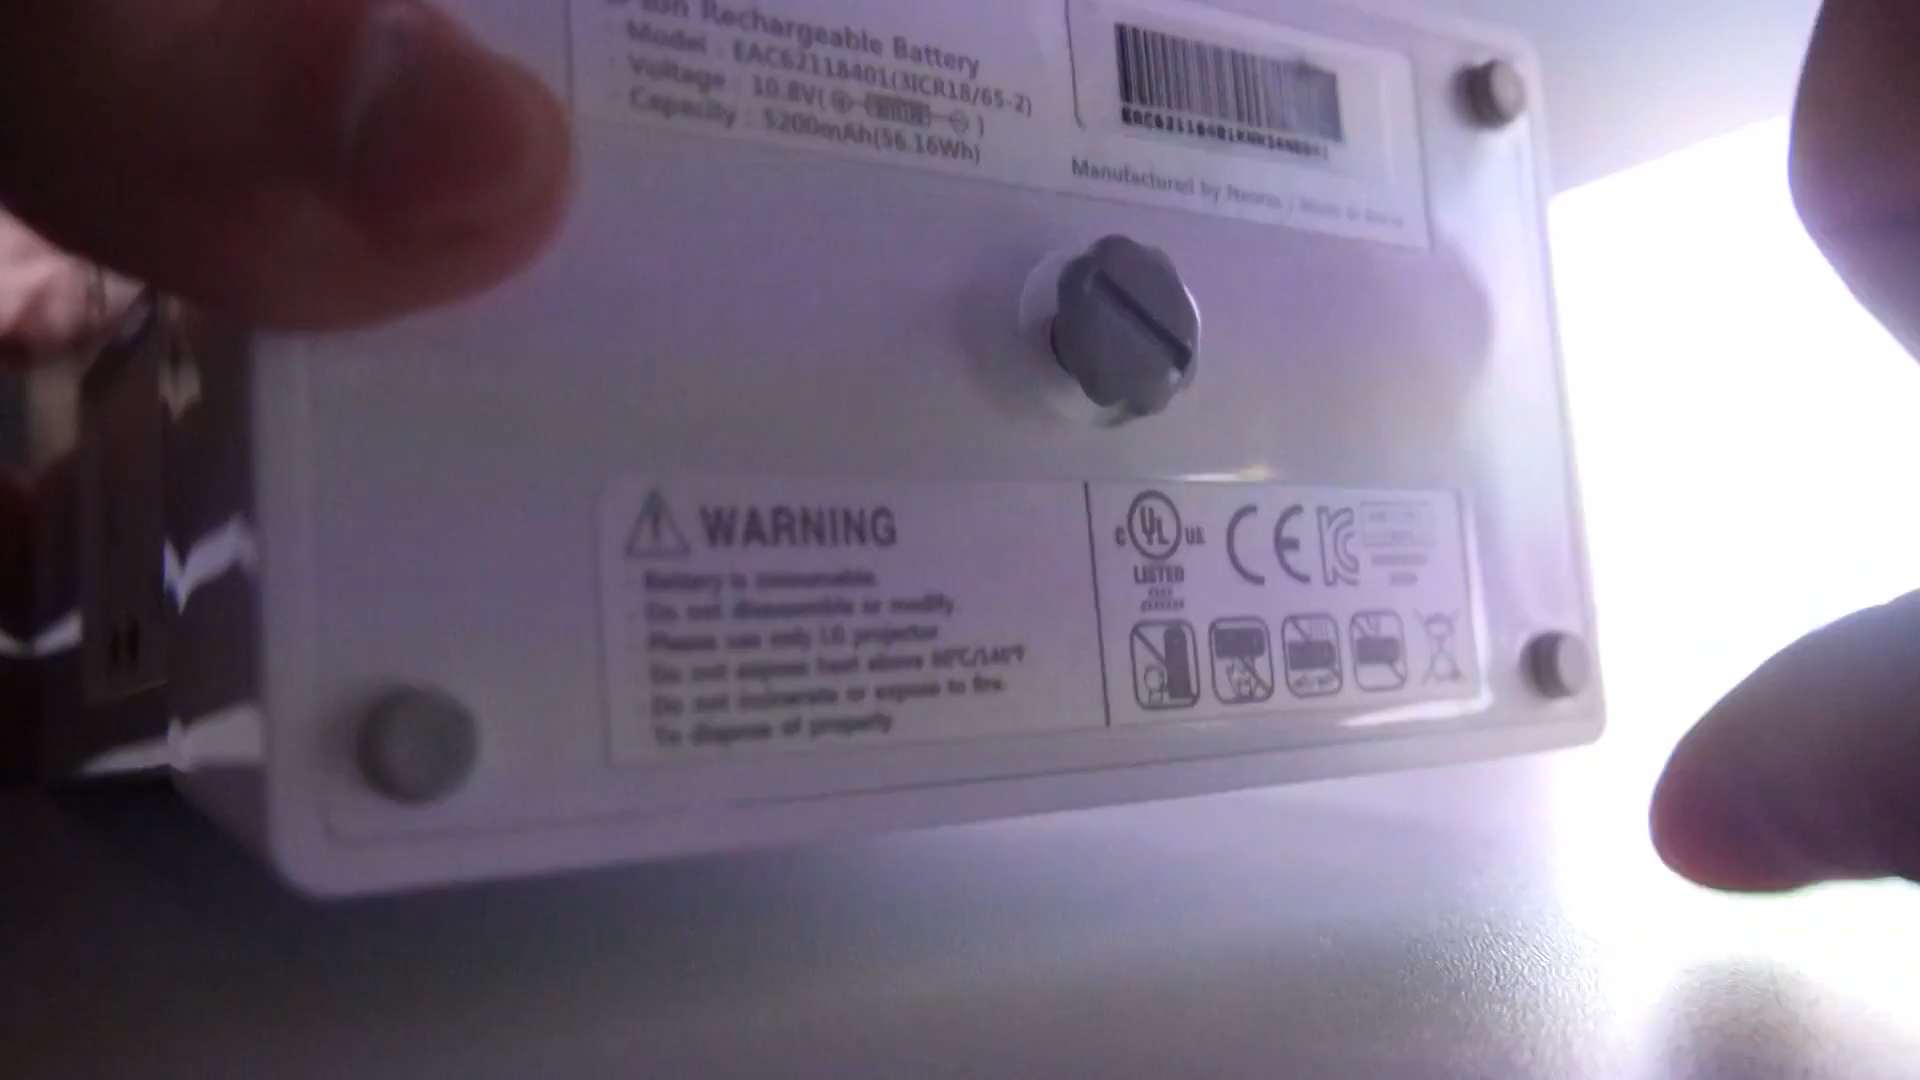 Li-Ion Rechargeable Battery
· Model : EAC62118401(3ICR18/65-2)
· Voltage : 10.8V( )
· Capacity : 5200mAh(56.16Wh)
Manufactured by
WARNING
· Battery is consumable.
· Do not disassemble or modify.
· Please use only LG projector
· Do not expose heat above 60°C/140°F
· Do not incinerate or expose to fire.
· To dispose of properly
C UL US
LISTED
CE